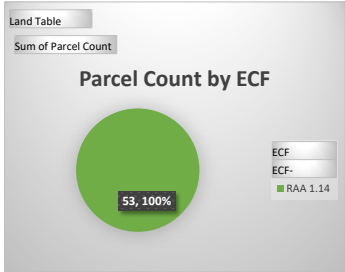 Land Table
Sum of Parcel Count
Parcel Count by ECF
53, 100%
ECF
ECF-
RAA 1.14